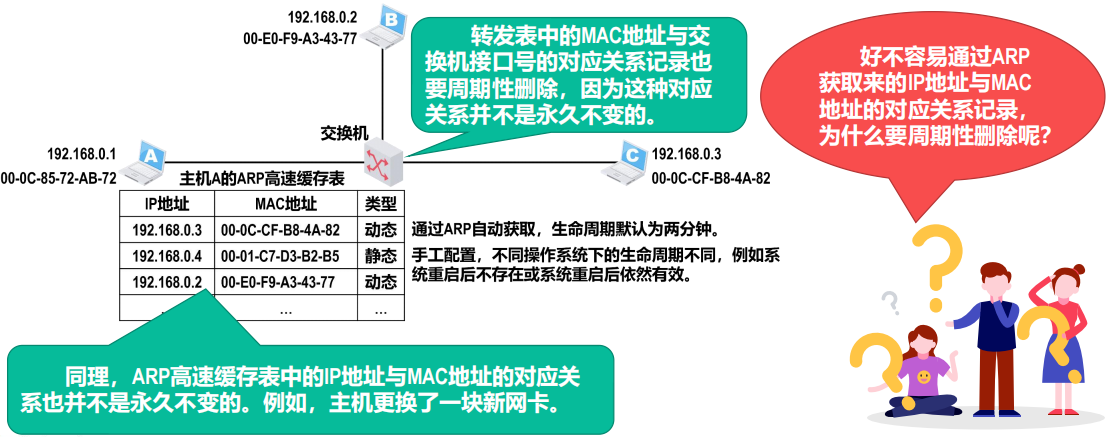 192.168.0.2
00-E0-F9-A3-43-77
B
转发表中的MAC地址与交
换机接口号的对应关系记录也
要周期性删除，因为这种对应
关系并不是永久不变的。
好不容易通过ARP
获取来的IP地址与MAC
地址的对应关系记录，
为什么要周期性删除呢？
交换机
192.168.0.1
00-0C-85-72-AB-72
A
C
192.168.0.3
00-0C-CF-B8-4A-82
主机A的ARP高速缓存表
IP地址 MAC地址 类型
192.168.0.3 00-0C-CF-B8-4A-82 动态
通过ARP自动获取，生命周期默认为两分钟。
192.168.0.4 00-01-C7-D3-B2-B5 静态
手工配置，不同操作系统下的生命周期不同，例如系
统重启后不存在或系统重启后依然有效。
192.168.0.2 00-E0-F9-A3-43-77 动态
… … …
同理，ARP高速缓存表中的IP地址与MAC地址的对应关
系也并不是永久不变的。例如，主机更换了一块新网卡。
? ? ? ?